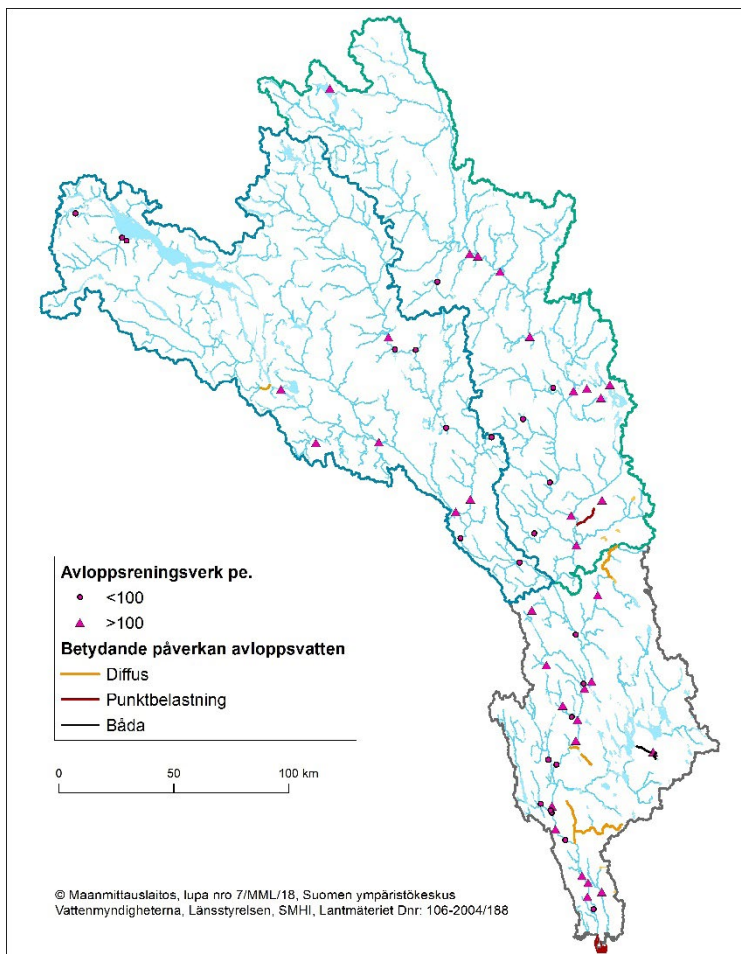 Avloppsreningsverk pe.
<100
>100
Betydande påverkan avloppsvatten
Diffus
Punktbelastning
Båda
0 50 100 km
© Maanmittauslaitos, lupa nro 7/MML/18, Suomen ympäristökeskus
Vattenmyndigheterna, Länsstyrelsen, SMHI, Lantmäteriet Dnr: 106-2004/188